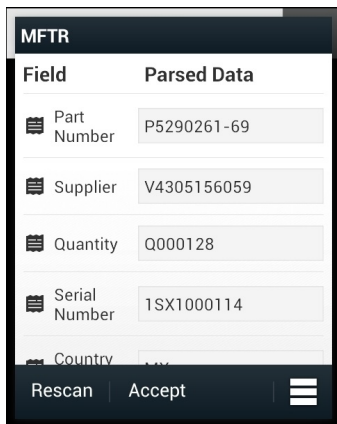 MFTR
Field Parsed Data
Part Number P5290261-69
Supplier V4305156059
Quantity Q000128
Serial Number 1SX1000114
Country
Rescan Accept